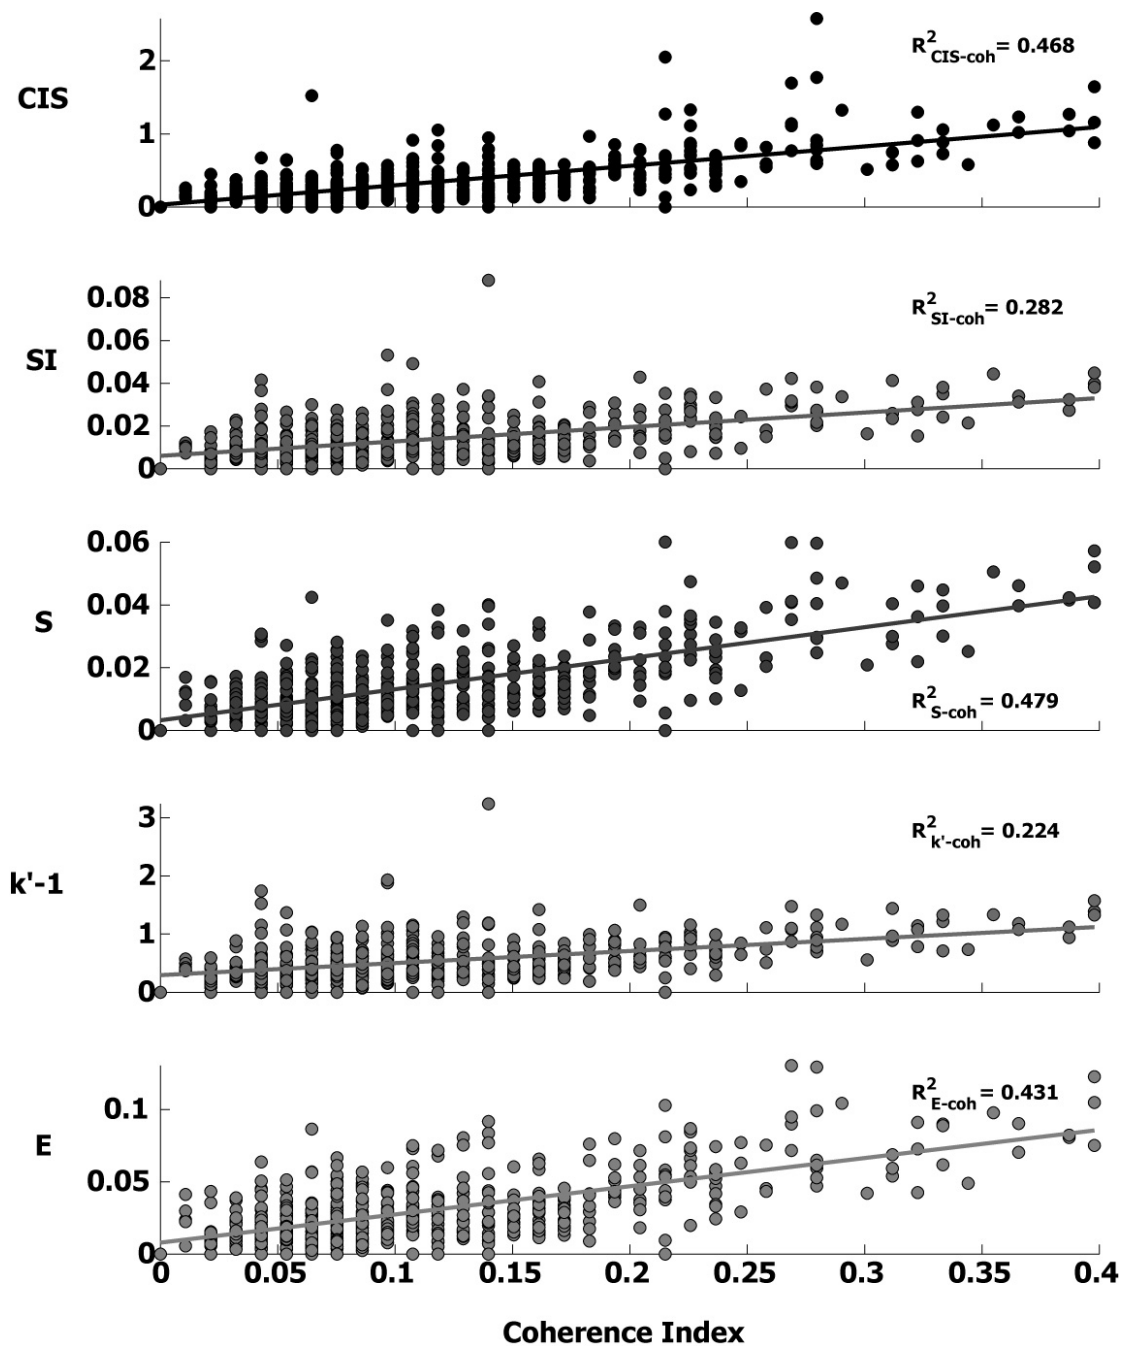 CIS
2
1
0
R²CIS-coh= 0.468
SI
0.08
0.06
0.04
0.02
0
R²SI-coh= 0.282
S
0.06
0.04
0.02
0
R²S-coh= 0.479
k'-1
3
2
1
0
R²k'-coh= 0.224
E
0.1
0.05
0
R²E-coh= 0.431
0 0.05 0.1 0.15 0.2 0.25 0.3 0.35 0.4
Coherence Index